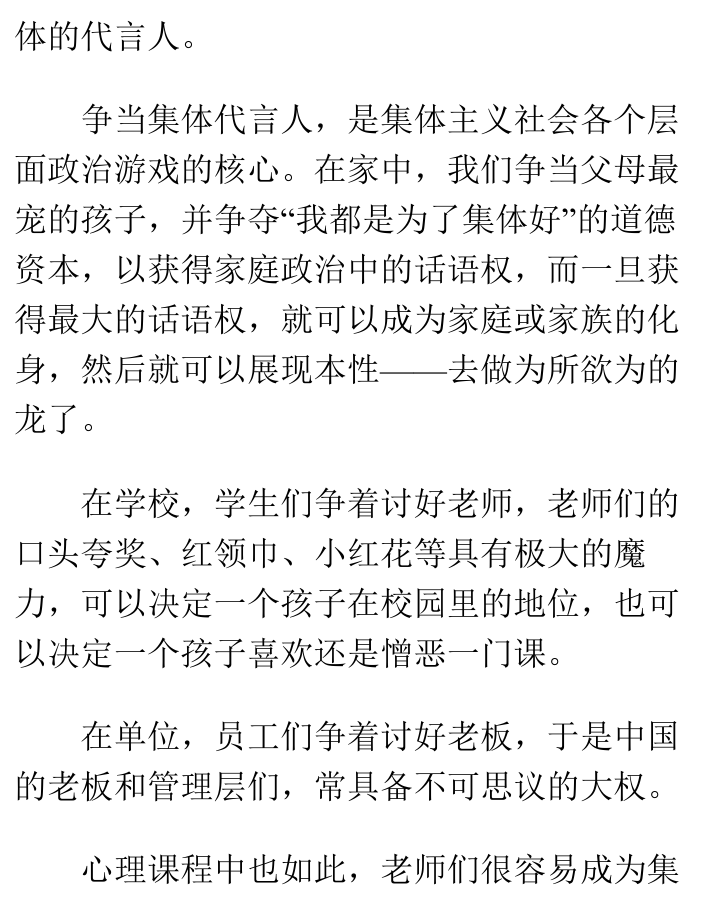 体的代言人。
争当集体代言人，是集体主义社会各个层
面政治游戏的核心。在家中，我们争当父母最
宠的孩子，并争夺“我都是为了集体好”的道德
资本，以获得家庭政治中的话语权，而一旦获
得最大的话语权，就可以成为家庭或家族的化
身，然后就可以展现本性——去做为所欲为的
龙了。
在学校，学生们争着讨好老师，老师们的
口头夸奖、红领巾、小红花等具有极大的魔
力，可以决定一个孩子在校园里的地位，也可
以决定一个孩子喜欢还是憎恶一门课。
在单位，员工们争着讨好老板，于是中国
的老板和管理层们，常具备不可思议的大权。
心理课程中也如此，老师们很容易成为集